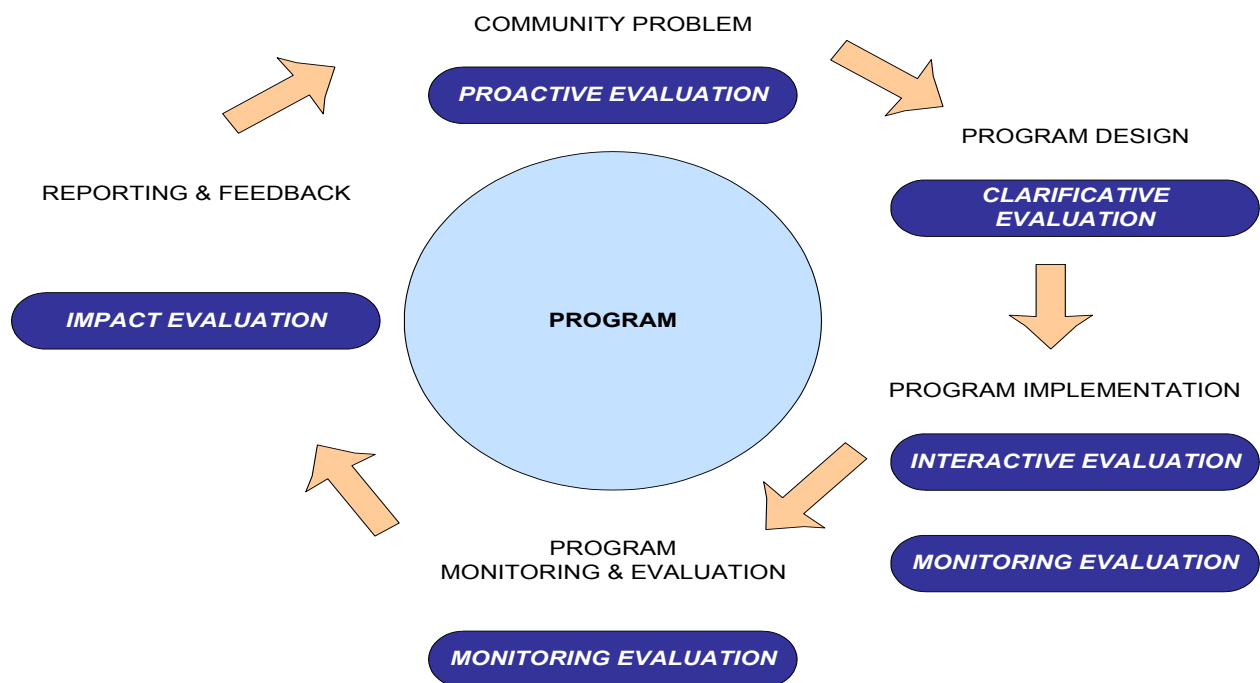 COMMUNITY PROBLEM
PROACTIVE EVALUATION
PROGRAM DESIGN
CLARIFICATIVE
EVALUATION
PROGRAM IMPLEMENTATION
INTERACTIVE EVALUATION
MONITORING EVALUATION
PROGRAM
MONITORING & EVALUATION
MONITORING EVALUATION
REPORTING & FEEDBACK
IMPACT EVALUATION
PROGRAM